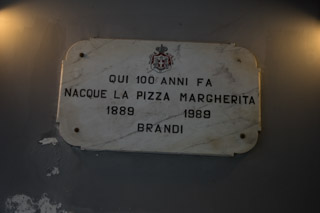 QUI 100 ANNI FA
NACQUE LA PIZZA MARGHERITA
1889 1989
BRANDI